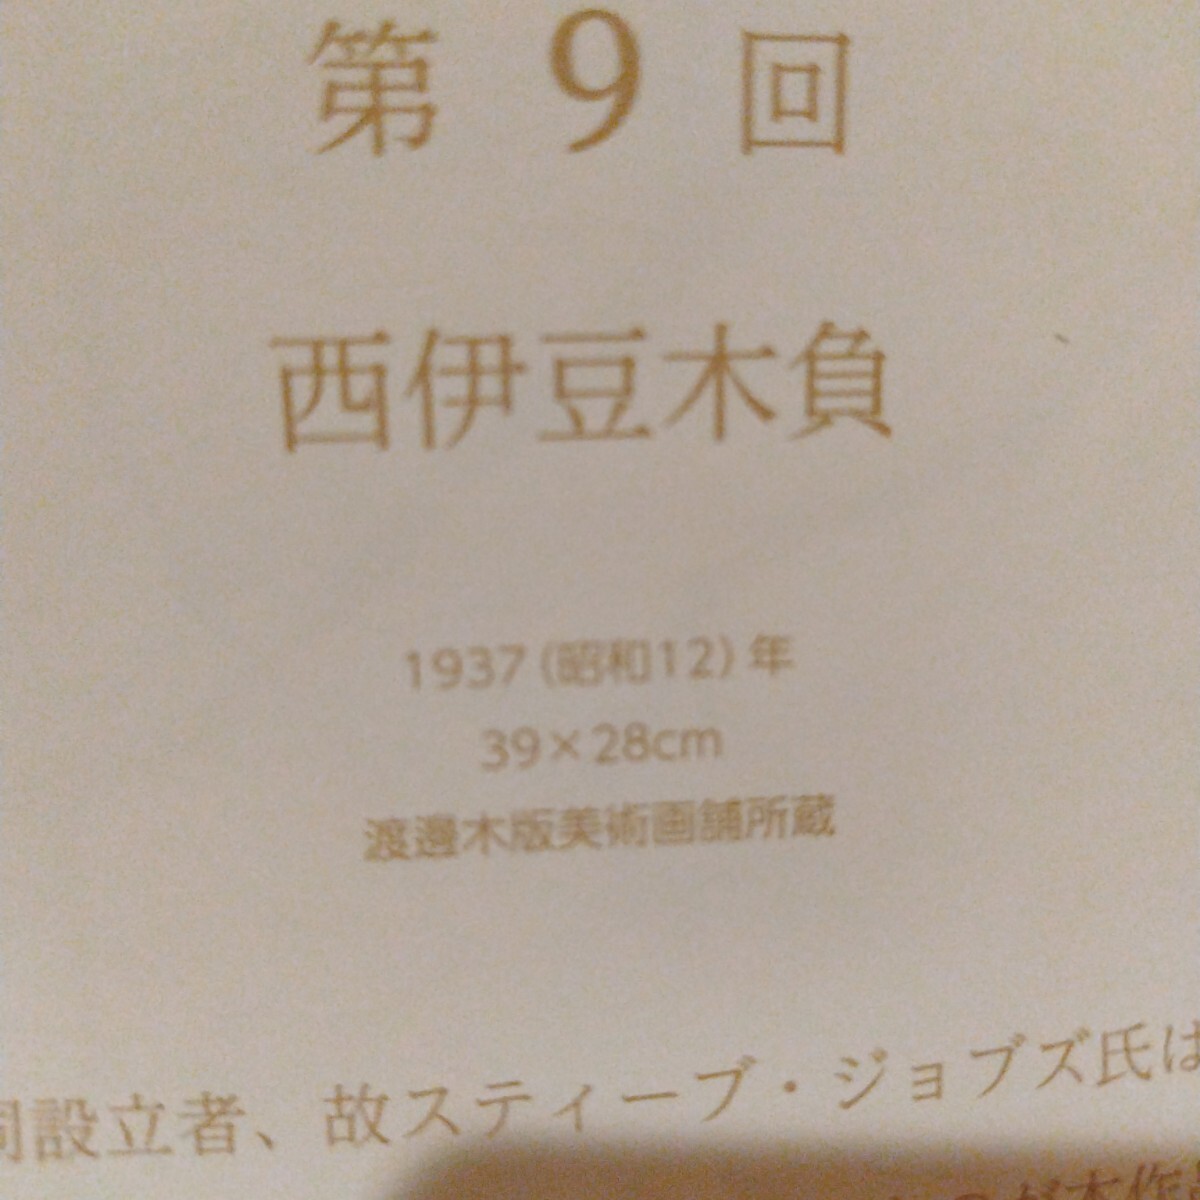 第 9 回
西伊豆木負
1937（昭和12）年
39×28cm
渡邊木版美術画舗所蔵
同設立者、故スティーブ・ジョブズ氏は